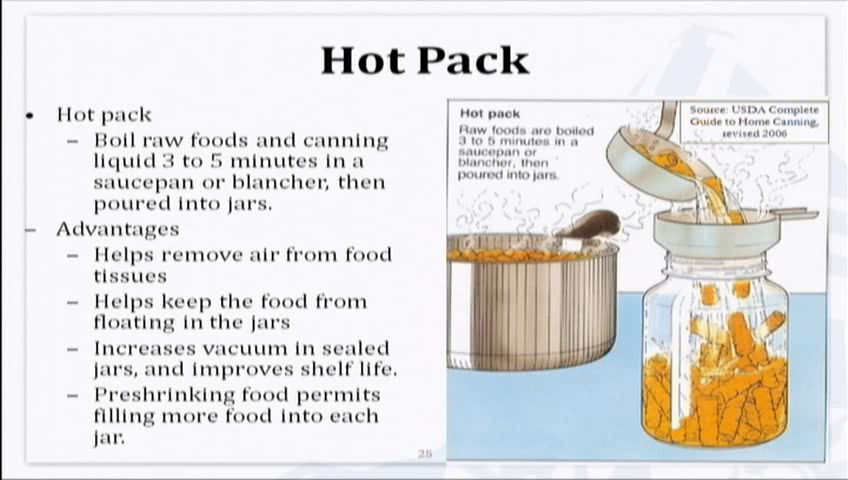 Hot Pack
• Hot pack
– Boil raw foods and canning
liquid 3 to 5 minutes in a
saucepan or blancher, then
poured into jars.
– Advantages
– Helps remove air from food
tissues
– Helps keep the food from
floating in the jars
– Increases vacuum in sealed
jars, and improves shelf life.
– Preshrinking food permits
filling more food into each
jar.
Hot pack
Raw foods are boiled
3 to 5 minutes in a
saucepan or
blancher, then
poured into jars.
Source: USDA Complete
Guide to Home Canning,
revised 2006
25